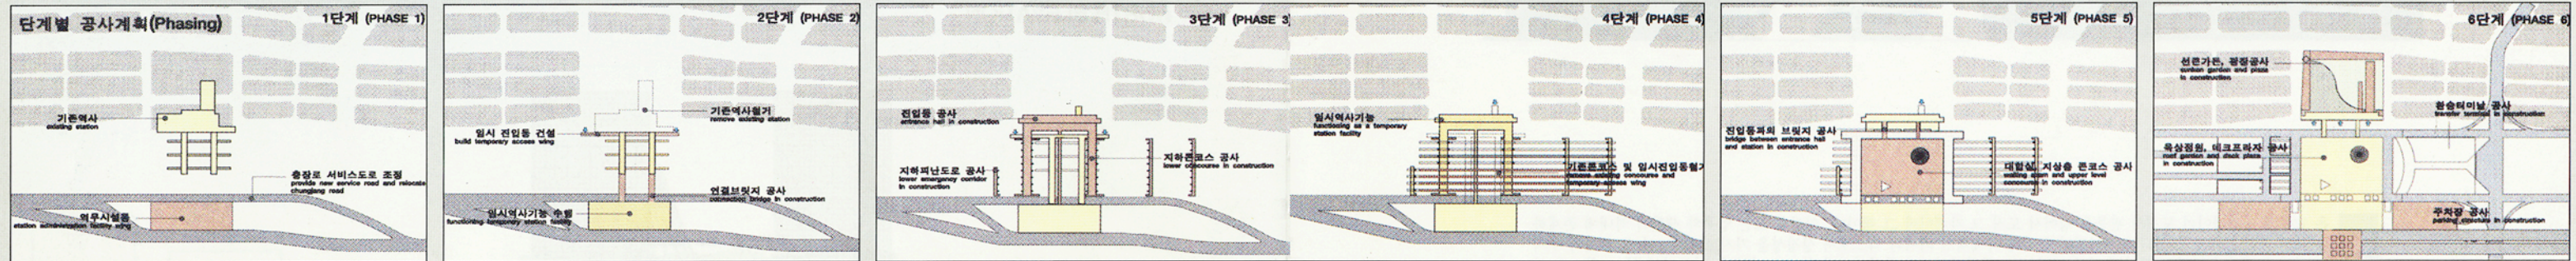 단계별 공사계획(Phasing)
1단계 (PHASE 1)
기존역사
existing station
충장로 서비스도로 조정
provide new service road and relocate
chungjang road
역무시설동
station administration facility wing
2단계 (PHASE 2)
기존역사철거
remove existing station
임시 진입동 건설
build temporary access wing
연결브릿지 공사
connection bridge in construction
임시역사기능 수행
functioning temporary station facility
3단계 (PHASE 3)
진입동 공사
entrance hall in construction
지하콘코스 공사
lower concourse in construction
지하피난도로 공사
lower emergency corridor
in construction
4단계 (PHASE 4)
임시역사기능
functioning as a temporary
station facility
기존콘코스 및 임시진입동철거
remove existing concourse and
temporary access wing
5단계 (PHASE 5)
진입동과의 브릿지 공사
bridge between entrance hall
and station in construction
대합실, 지상층 콘코스 공사
waiting room and upper level
concourse in construction
6단계 (PHASE 6)
선큰가든, 광장공사
sunken garden and plaza
in construction
환승터미날 공사
transfer terminal in construction
옥상정원, 데크프라자 공사
roof garden and deck plaza
in construction
주차장 공사
parking structure in construction